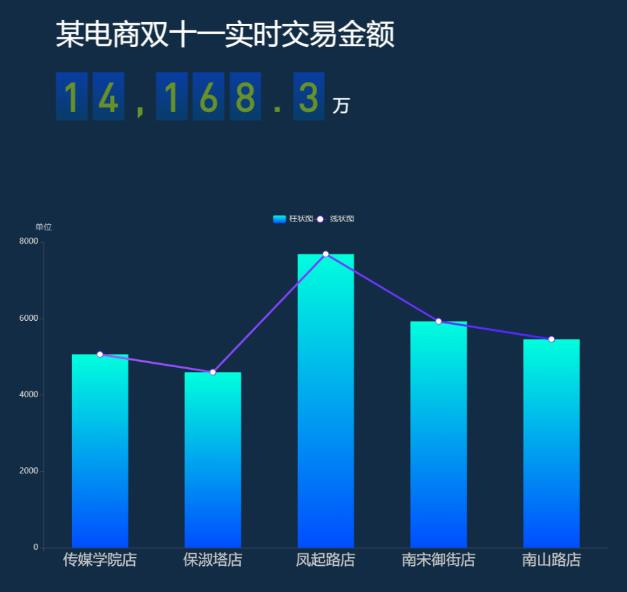 某电商双十一实时交易金额
14,168.3 万
柱状图 线状图
单位
8000
6000
4000
2000
0
传媒学院店 保淑塔店 凤起路店 南宋御街店 南山路店